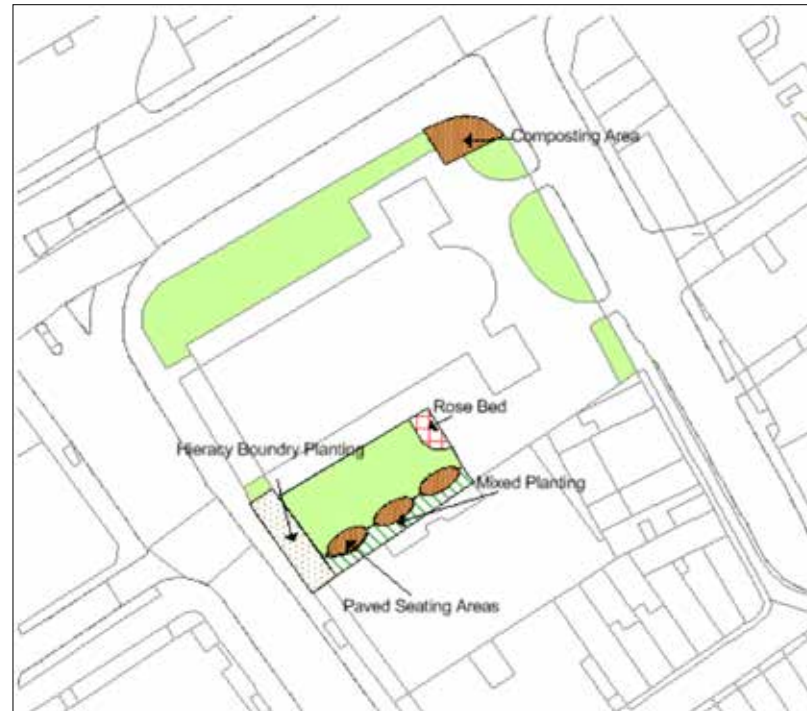 Composting Area
Rose Bed
Hieracy Boundry Planting
Mixed Planting
Paved Seating Areas